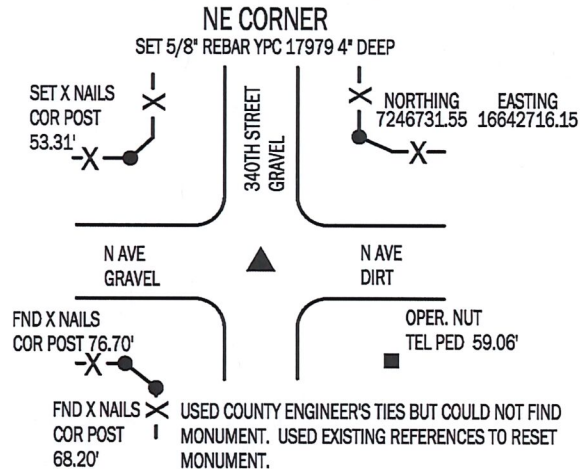 NE CORNER
SET 5/8" REBAR YPC 17979 4" DEEP
SET X NAILS
COR POST
53.31'
340TH STREET
GRAVEL
NORTHING EASTING
7246731.55 16642716.15
N AVE
GRAVEL
N AVE
DIRT
FND X NAILS
COR POST 76.70'
OPER. NUT
TEL PED 59.06'
FND X NAILS
COR POST
68.20'
USED COUNTY ENGINEER'S TIES BUT COULD NOT FIND
MONUMENT. USED EXISTING REFERENCES TO RESET
MONUMENT.